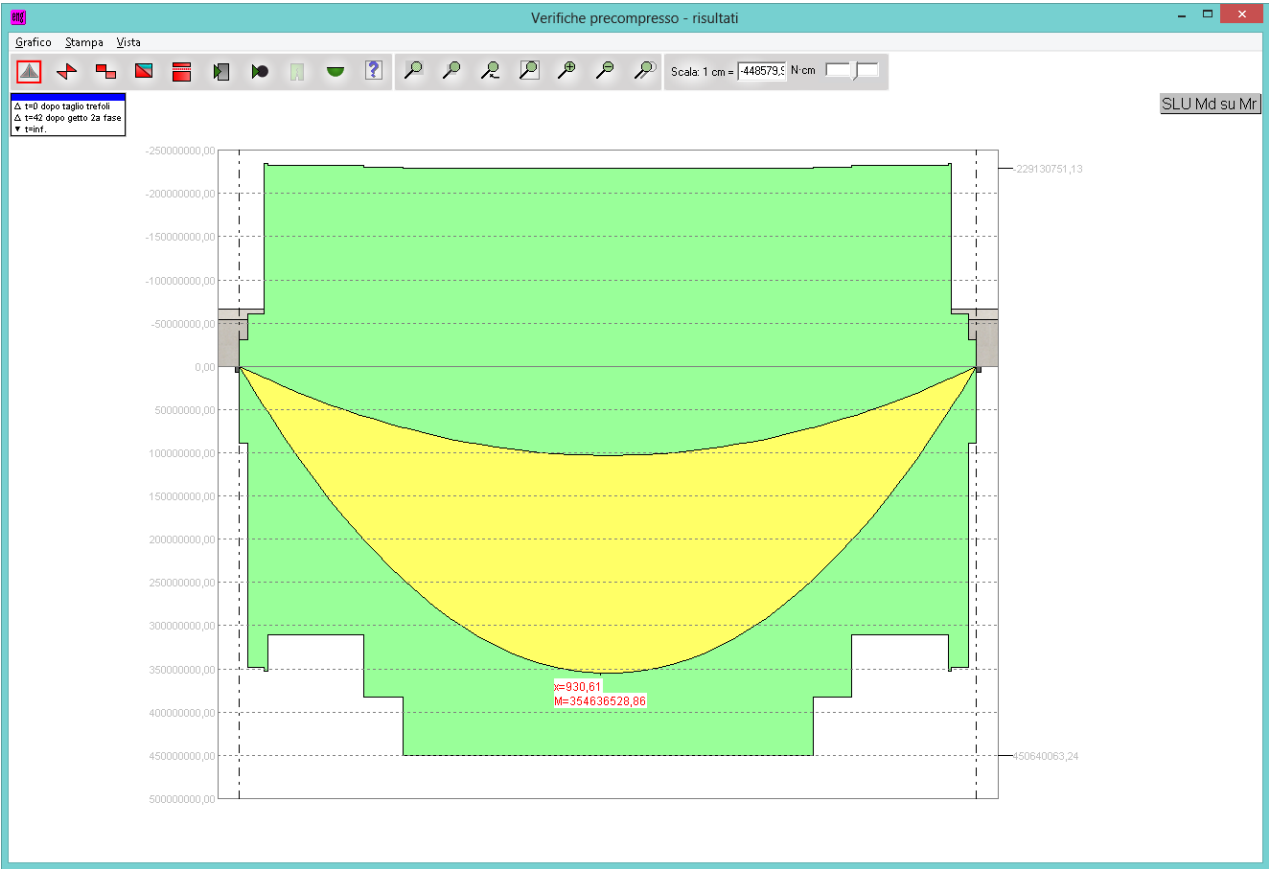 eng
Verifiche precompresso - risultati
Grafico Stampa Vista
Scala: 1 cm = -448579,9 N·cm
Δ t=0 dopo taglio trefoli
Δ t=42 dopo getto 2a fase
▼ t=inf.
SLU Md su Mr
-250000000,00
-229130751,13
-200000000,00
-150000000,00
-100000000,00
-50000000,00
0,00
50000000,00
100000000,00
150000000,00
200000000,00
250000000,00
300000000,00
350000000,00
x=930,61
M=354636528,86
400000000,00
450000000,00
450640063,24
500000000,00